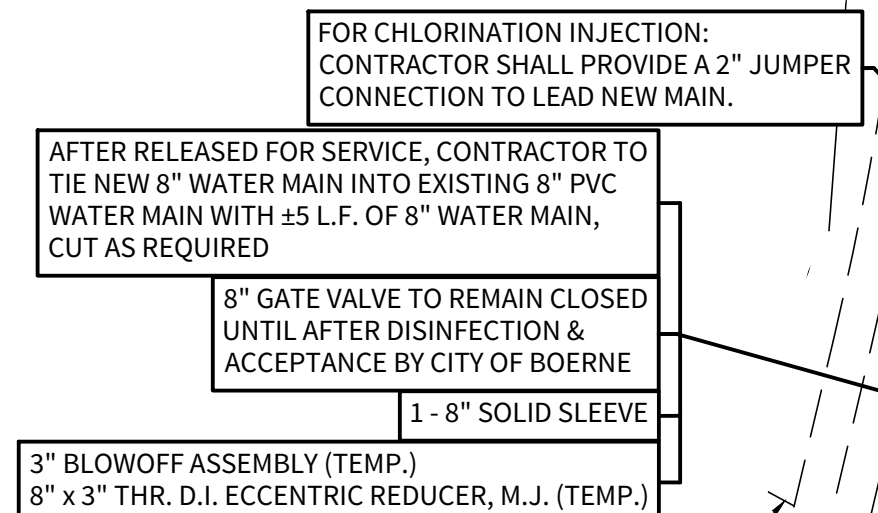 FOR CHLORINATION INJECTION:
CONTRACTOR SHALL PROVIDE A 2" JUMPER
CONNECTION TO LEAD NEW MAIN.
AFTER RELEASED FOR SERVICE, CONTRACTOR TO
TIE NEW 8" WATER MAIN INTO EXISTING 8" PVC
WATER MAIN WITH ±5 L.F. OF 8" WATER MAIN,
CUT AS REQUIRED
8" GATE VALVE TO REMAIN CLOSED
UNTIL AFTER DISINFECTION &
ACCEPTANCE BY CITY OF BOERNE
1 - 8" SOLID SLEEVE
3" BLOWOFF ASSEMBLY (TEMP.)
8" x 3" THR. D.I. ECCENTRIC REDUCER, M.J. (TEMP.)